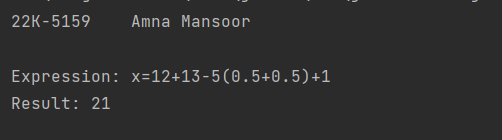 22K-5159    Amna Mansoor
Expression: x=12+13-5(0.5+0.5)+1
Result: 21